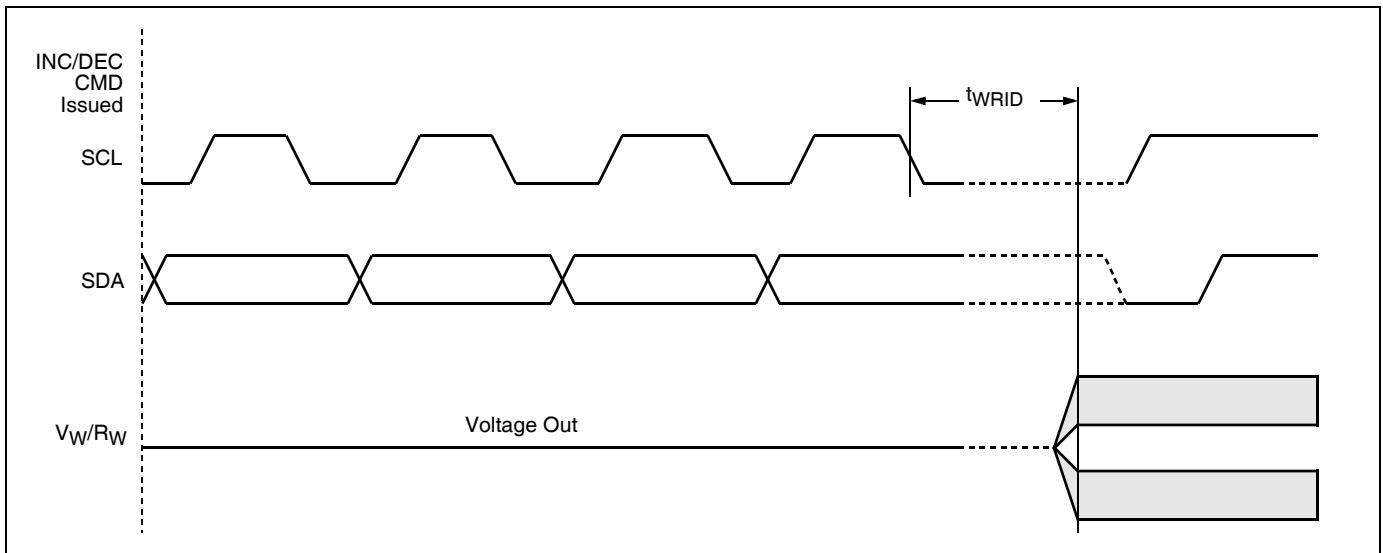 INC/DEC
CMD
Issued
tWRID
SCL
SDA
Voltage Out
VW/RW